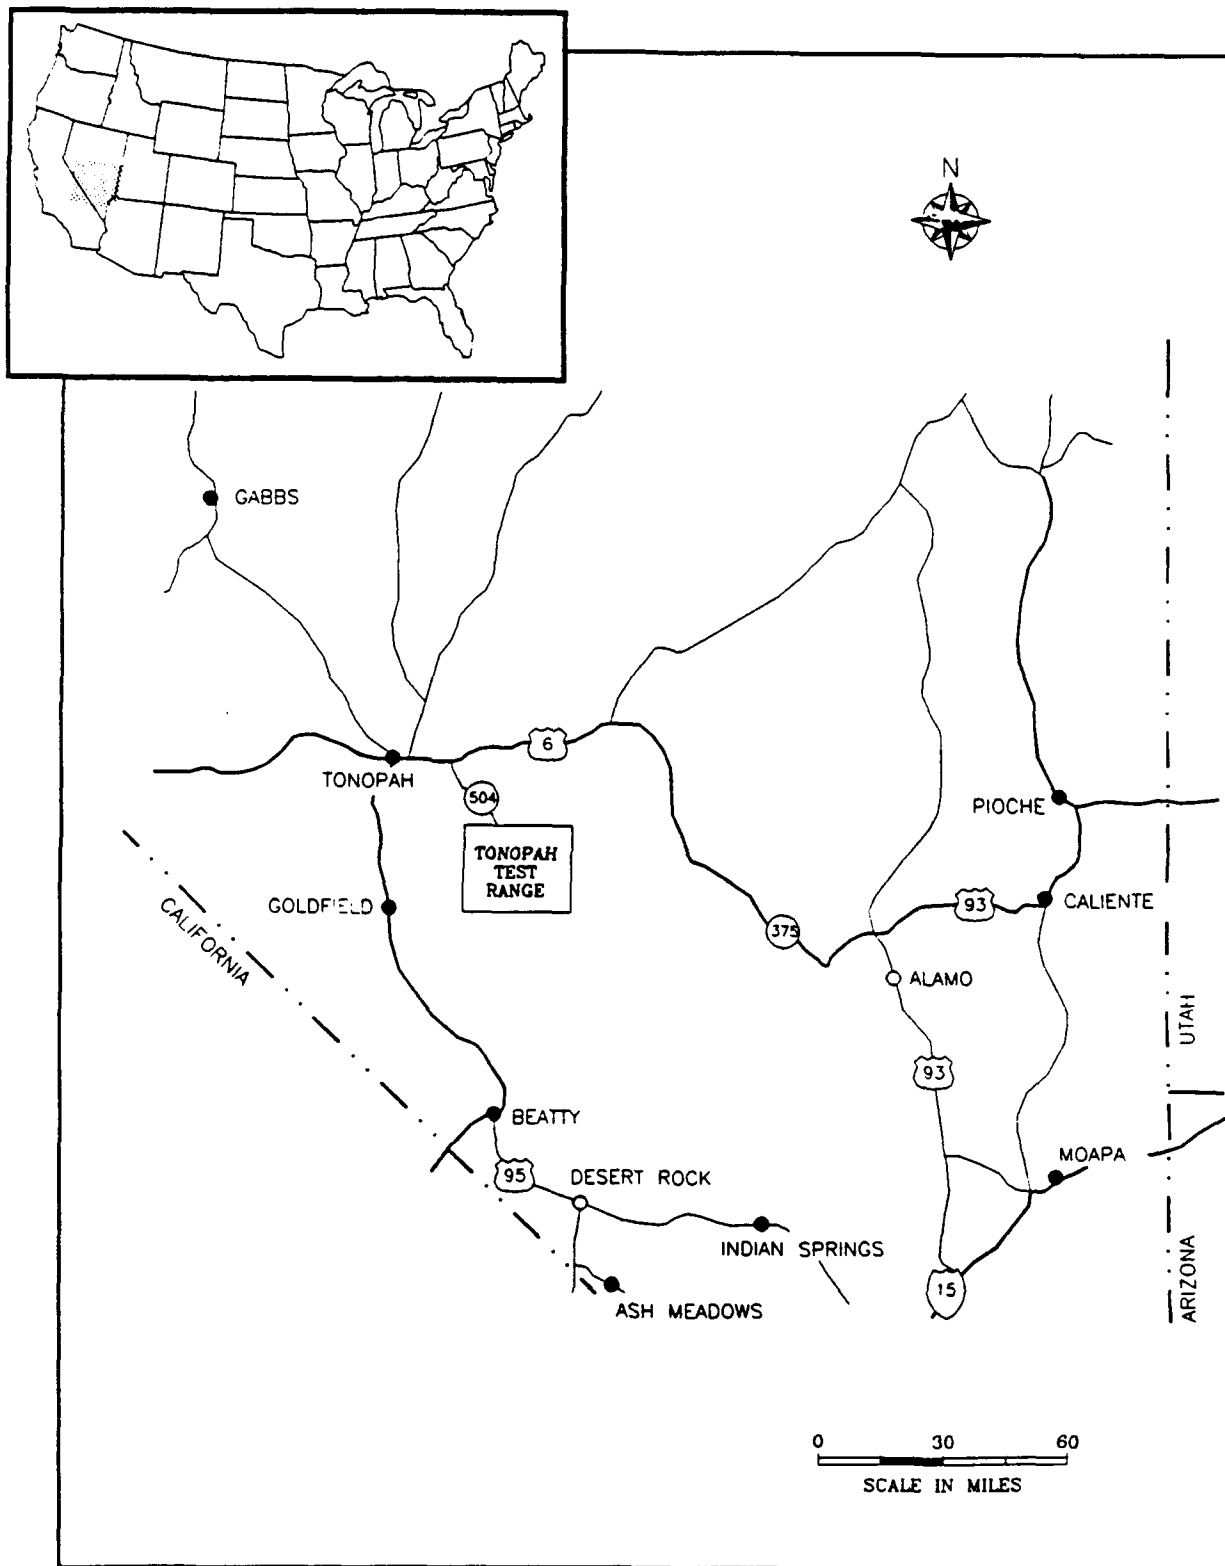 N
GABBS
6
TONOPAH
504
PIOCHE
TONOPAH
TEST
RANGE
GOLDFIELD
93
CALIENTE
CALIFORNIA
375
ALAMO
UTAH
93
BEATTY
MOAPA
95
DESERT ROCK
INDIAN SPRINGS
ARIZONA
15
ASH MEADOWS
0 30 60
SCALE IN MILES